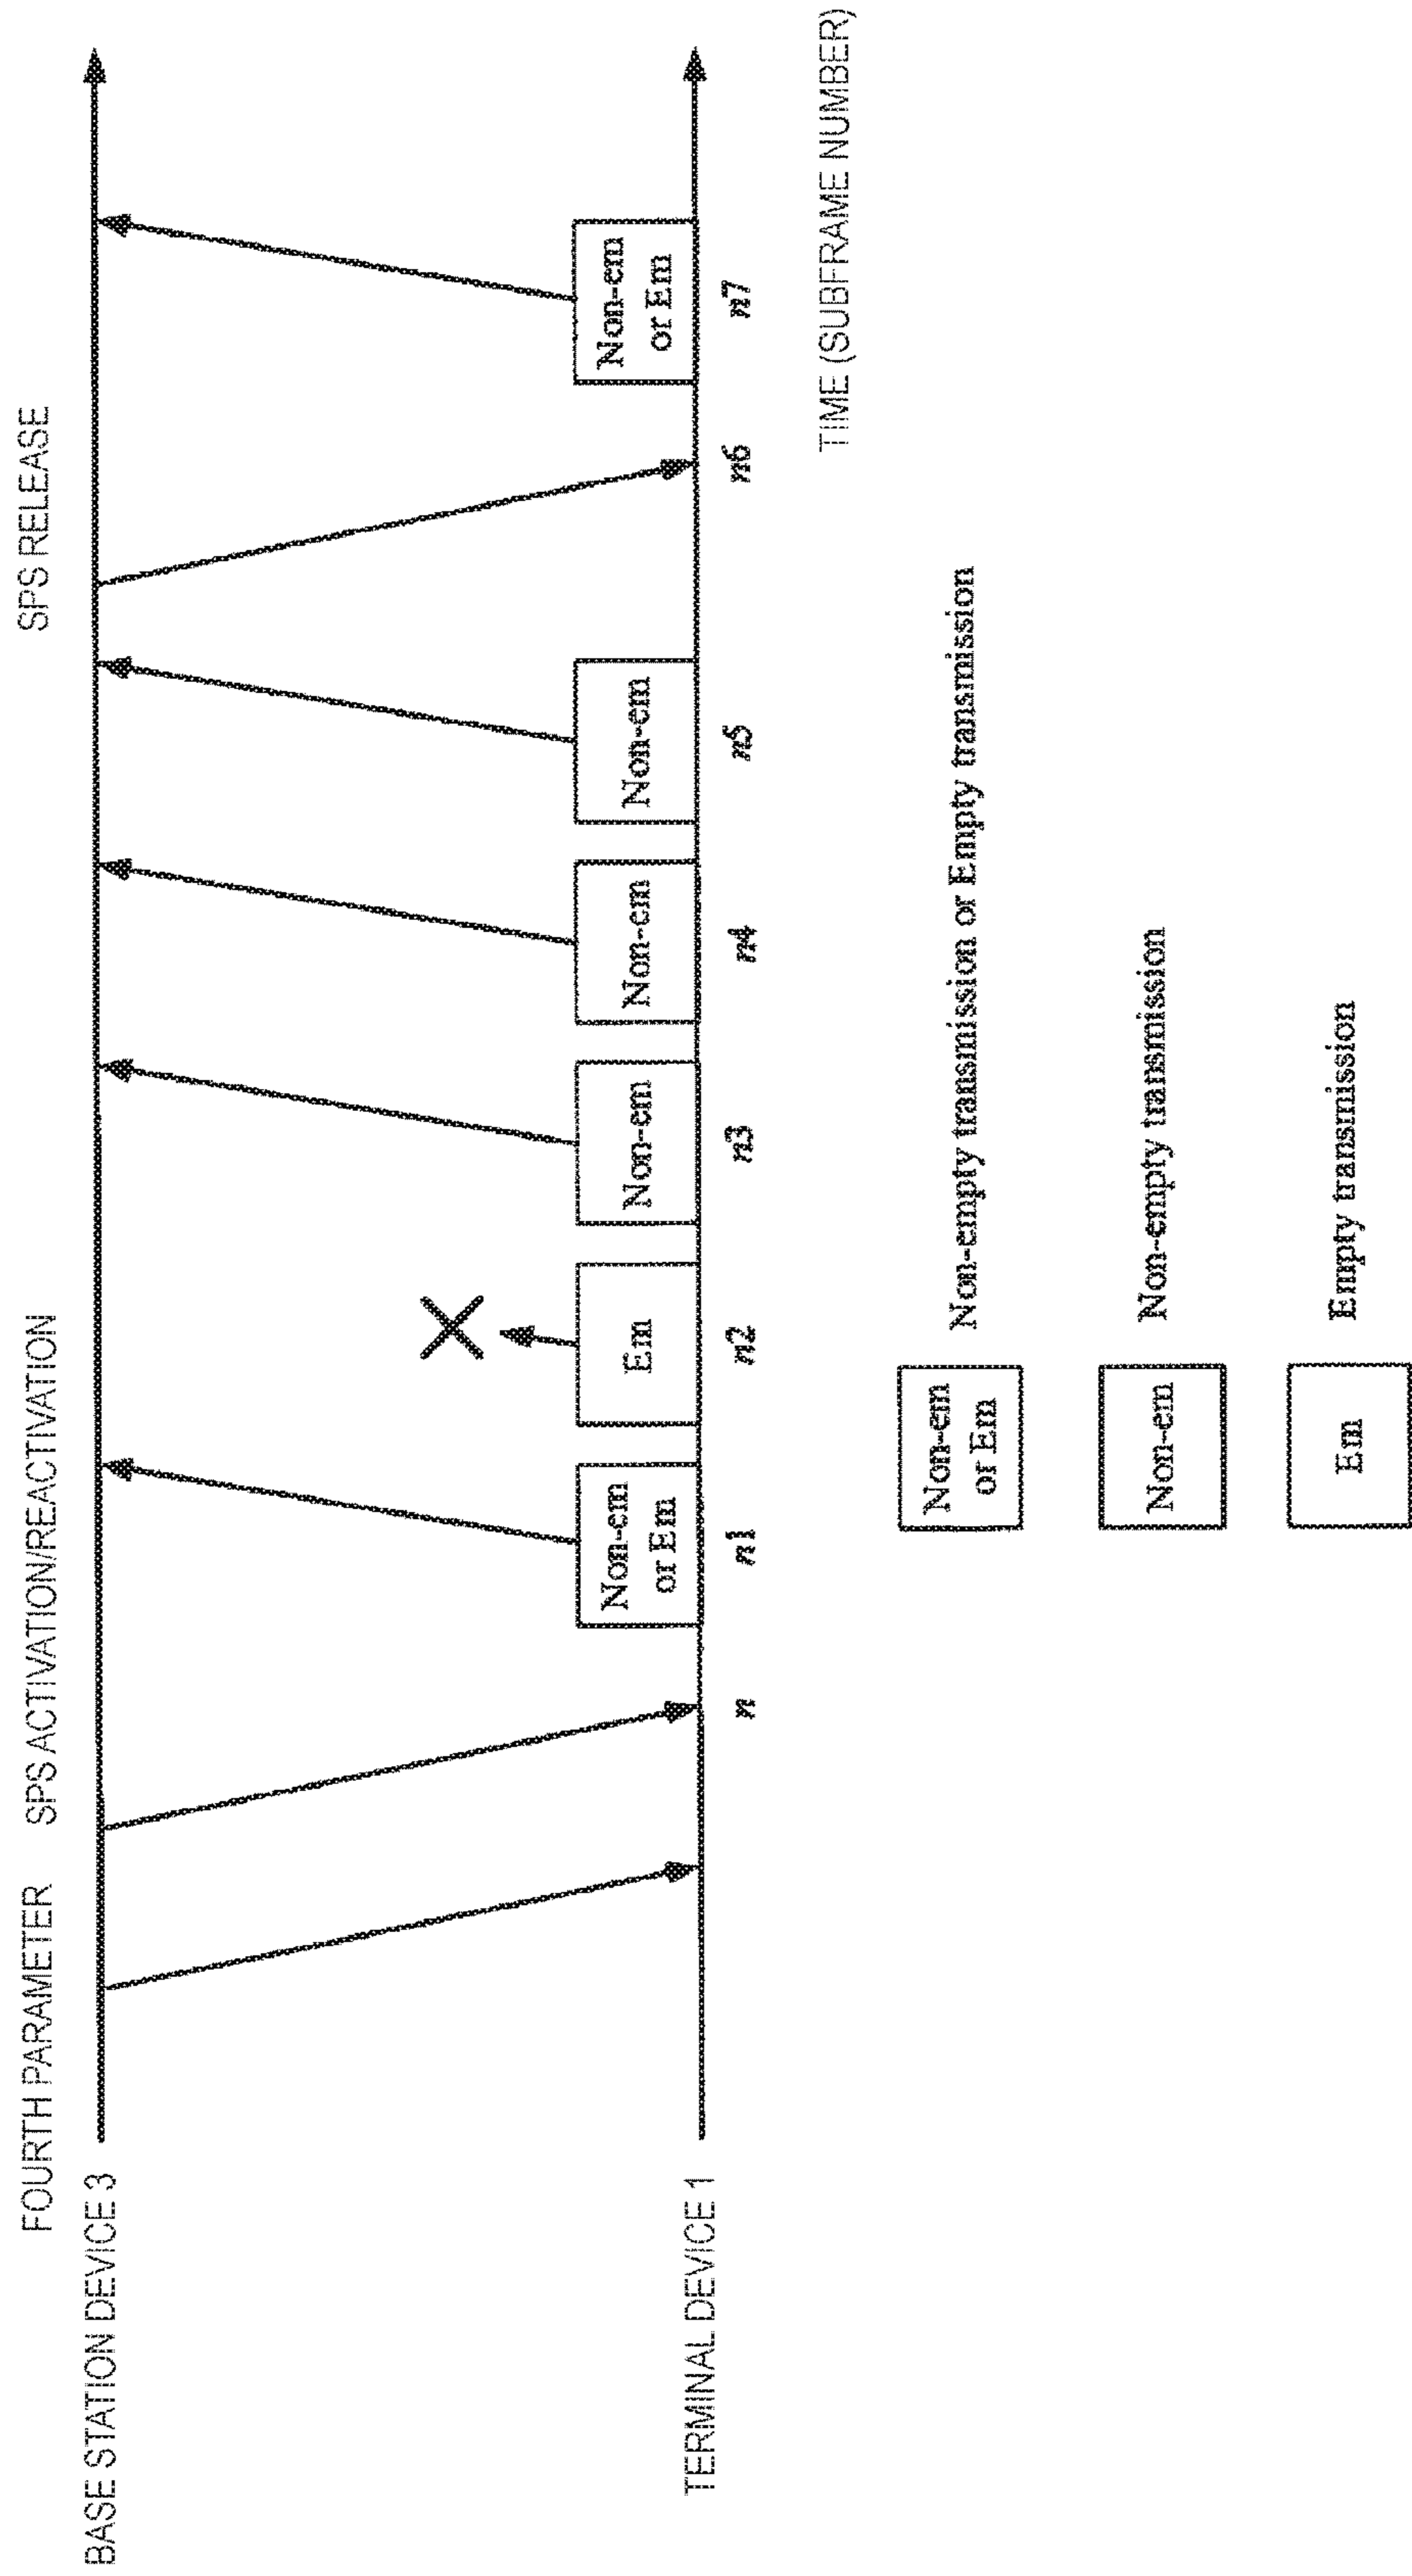 FOURTH PARAMETER
SPS ACTIVATION/REACTIVATION
SPS RELEASE
BASE STATION DEVICE 3
Non-em
or Em
Em
Non-em
Non-em
Non-em
Non-em
or Em
TERMINAL DEVICE 1
n
n1
n2
n3
n4
n5
n6
n7
TIME (SUBFRAME NUMBER)
Non-em
or Em
Non-empty transmission or Empty transmission
Non-em
Non-empty transmission
Em
Empty transmission